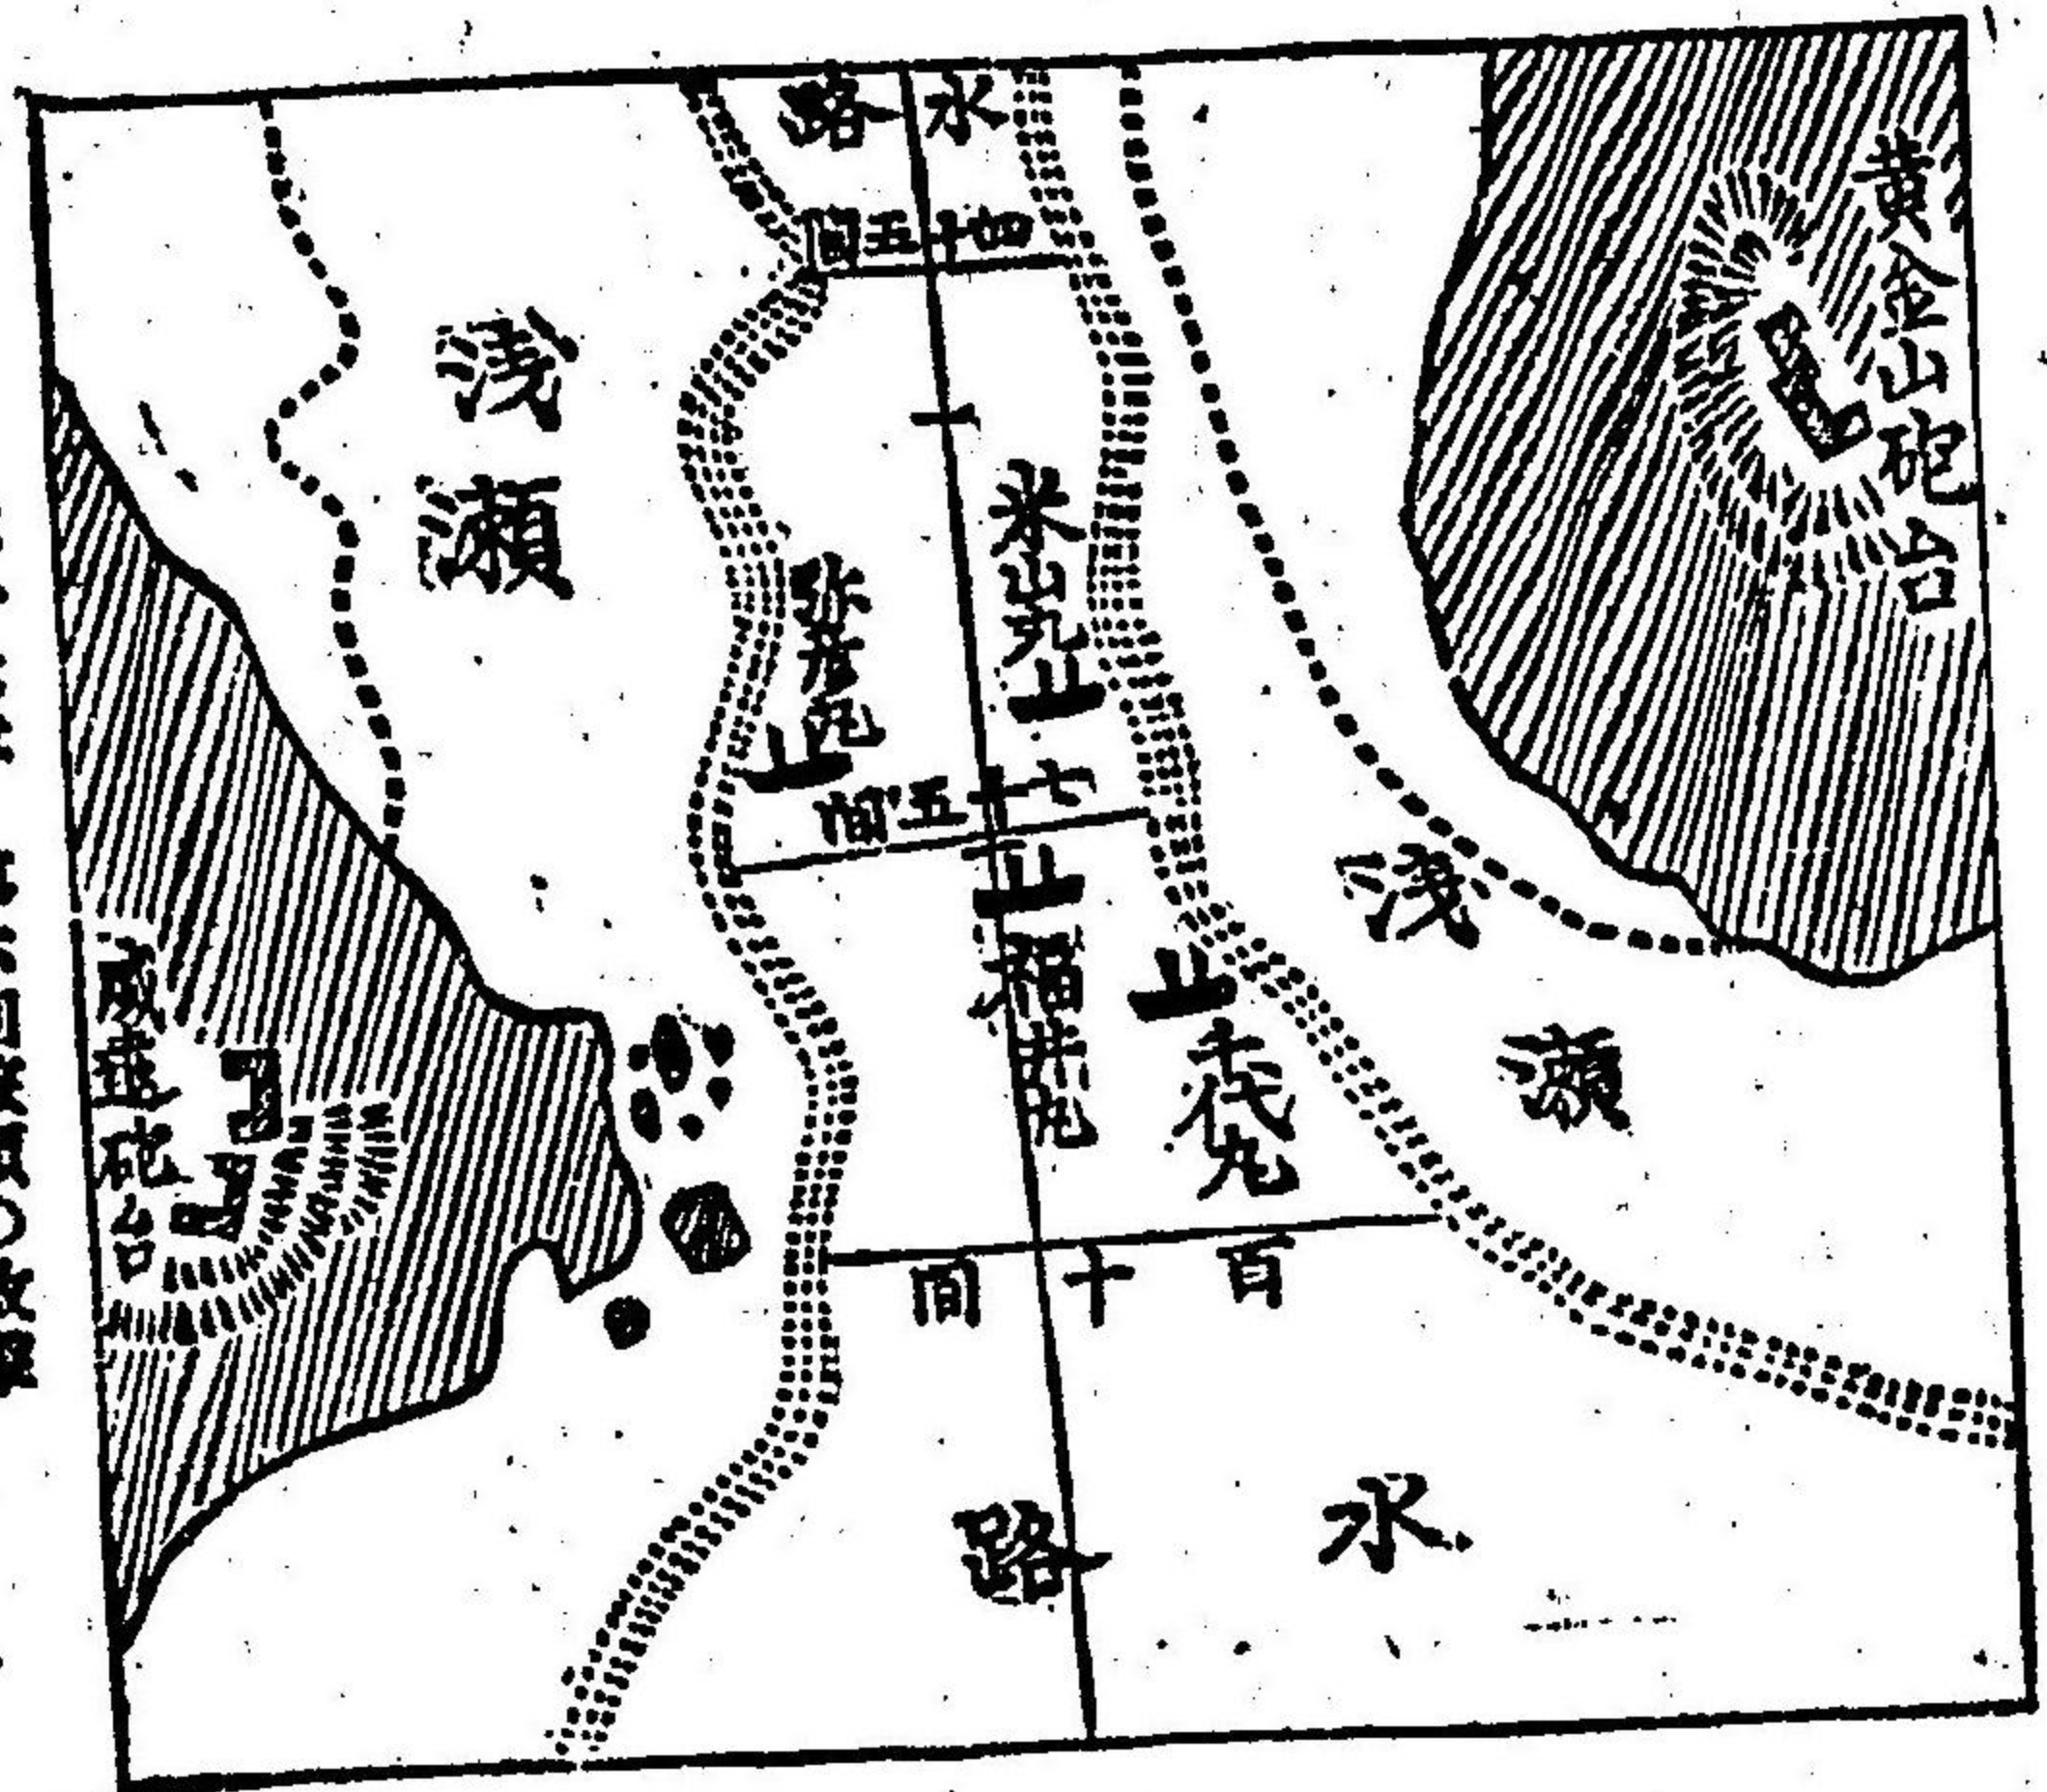 水路
四十五間
黄金山砲台
浅瀬
米山丸
弥彦丸
七十五間
浅瀬
福井丸
千代丸
威遠砲台
百十間
水路